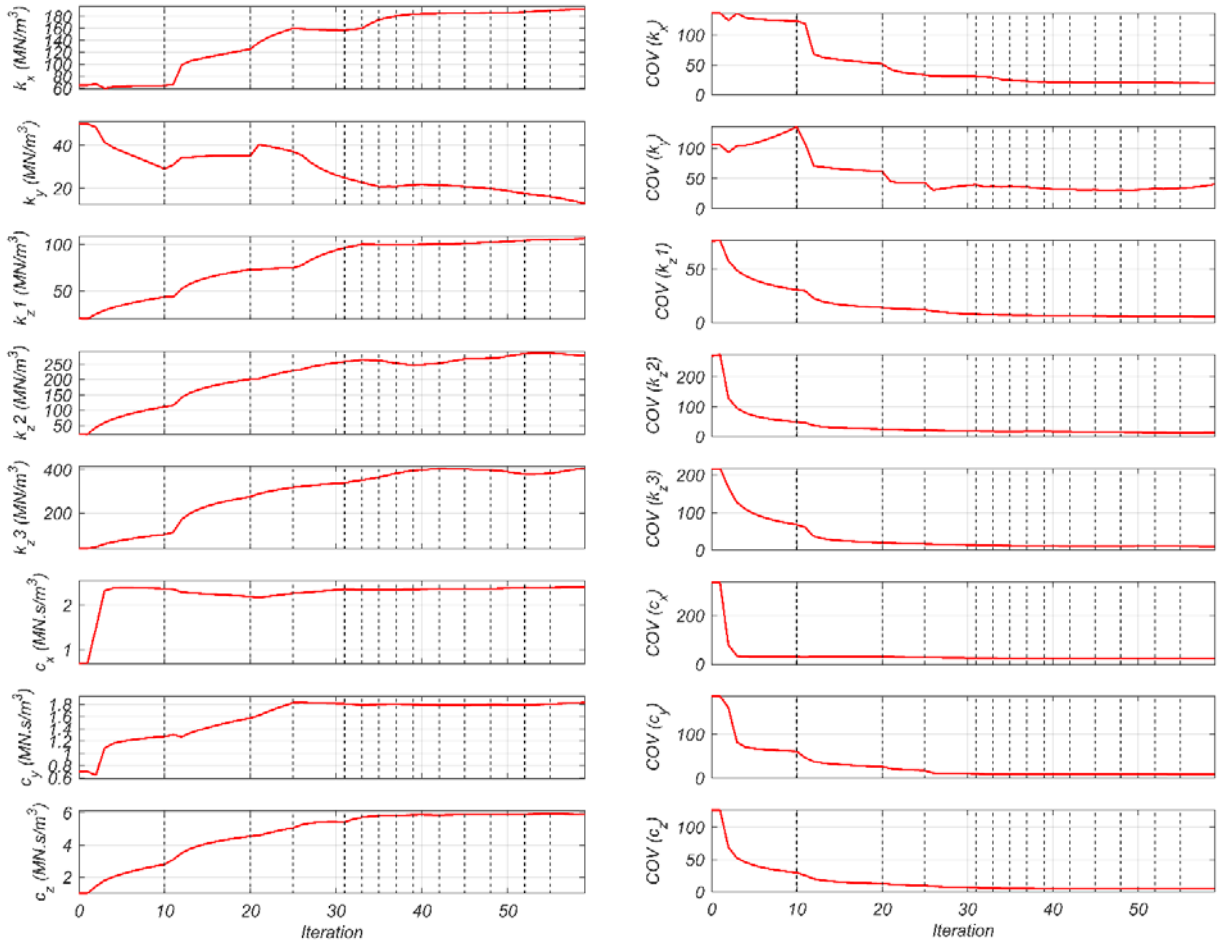 k_x (MN/m^3)
180
160
140
120
100
80
60
k_y (MN/m^3)
40
20
k_z1 (MN/m^3)
100
50
k_z2 (MN/m^3)
250
200
150
100
50
k_z3 (MN/m^3)
400
200
c_x (MN.s/m^3)
2
1
c_y (MN.s/m^3)
1.8
1.6
1.4
1.2
1
0.8
0.6
c_z (MN.s/m^3)
6
4
2
0 10 20 30 40 50
Iteration
COV (k_x)
100
50
0
COV (k_y)
100
50
0
COV (k_z1)
50
0
COV (k_z2)
200
100
0
COV (k_z3)
200
100
0
COV (c_x)
200
0
COV (c_y)
100
0
COV (c_z)
100
50
0
0 10 20 30 40 50
Iteration